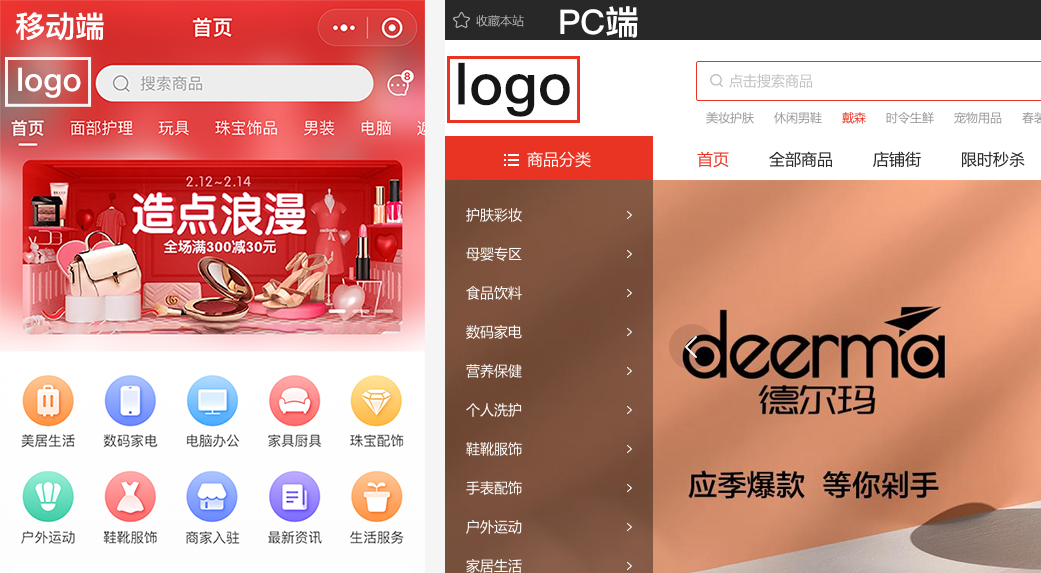 移动端
首页
logo
搜索商品
8
首页 面部护理 玩具 珠宝饰品 男装 电脑
2.12~2.14
造点浪漫
全场满300减30元
美居生活 数码家电 电脑办公 家具厨具 珠宝配饰
户外运动 鞋靴服饰 商家入驻 最新资讯 生活服务
收藏本站
PC端
logo
点击搜索商品
美妆护肤 休闲男鞋 戴森 时令生鲜 宠物用品 春装
商品分类
首页 全部商品 店铺街 限时秒杀
护肤彩妆
母婴专区
食品饮料
数码家电
营养保健
个人洗护
鞋靴服饰
手表配饰
户外运动
家居生活
deerma
德尔玛
应季爆款 等你剁手